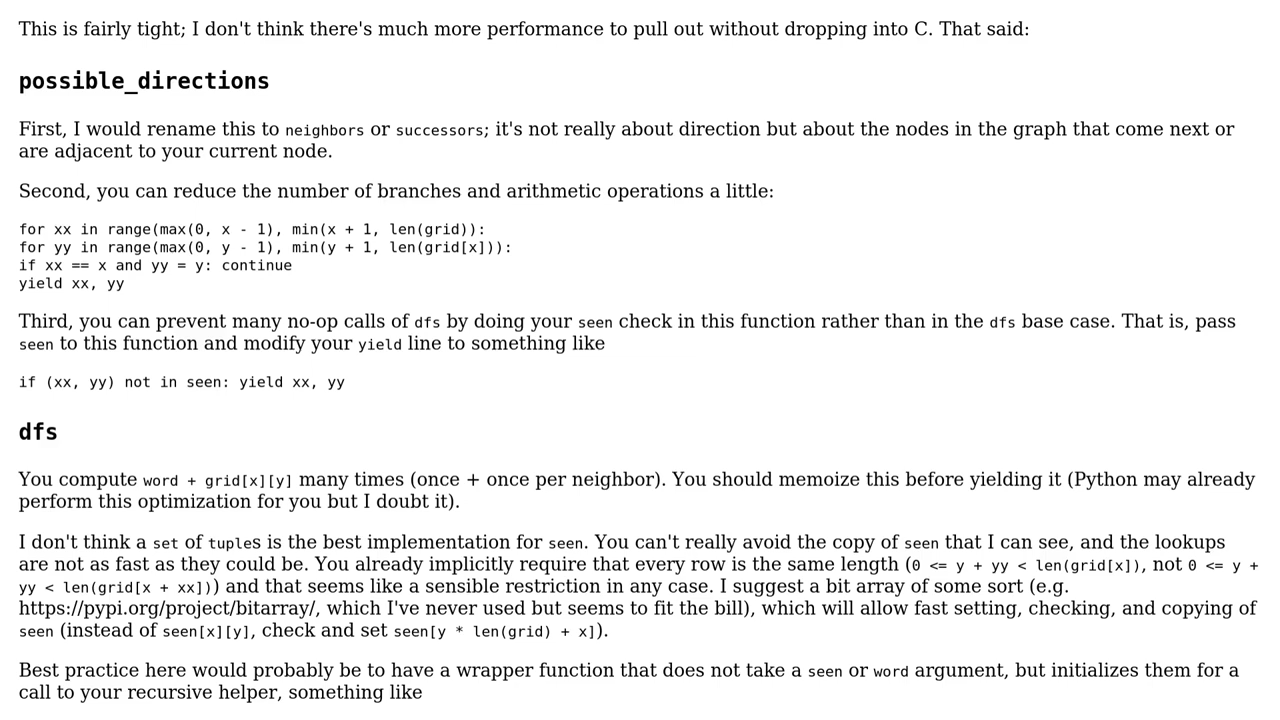 This is fairly tight; I don't think there's much more performance to pull out without dropping into C. That said:
possible_directions
First, I would rename this to neighbors or successors; it's not really about direction but about the nodes in the graph that come next or
are adjacent to your current node.
Second, you can reduce the number of branches and arithmetic operations a little:
for xx in range(max(0, x - 1), min(x + 1, len(grid)):
for yy in range(max(0, y - 1), min(y + 1, len(grid[x])):
if xx == x and yy = y: continue
yield xx, yy
Third, you can prevent many no-op calls of dfs by doing your seen check in this function rather than in the dfs base case. That is, pass
seen to this function and modify your yield line to something like
if (xx, yy) not in seen: yield xx, yy
dfs
You compute word + grid[x][y] many times (once + once per neighbor). You should memoize this before yielding it (Python may already
perform this optimization for you but I doubt it).
I don't think a set of tuples is the best implementation for seen. You can't really avoid the copy of seen that I can see, and the lookups
are not as fast as they could be. You already implicitly require that every row is the same length (0 <= y + yy < len(grid[x]), not 0 <= y +
yy < len(grid[x + xx])) and that seems like a sensible restriction in any case. I suggest a bit array of some sort (e.g.
https://pypi.org/project/bitarray/, which I've never used but seems to fit the bill), which will allow fast setting, checking, and copying of
seen (instead of seen[x][y], check and set seen[y * len(grid) + x]).
Best practice here would probably be to have a wrapper function that does not take a seen or word argument, but initializes them for a
call to your recursive helper, something like